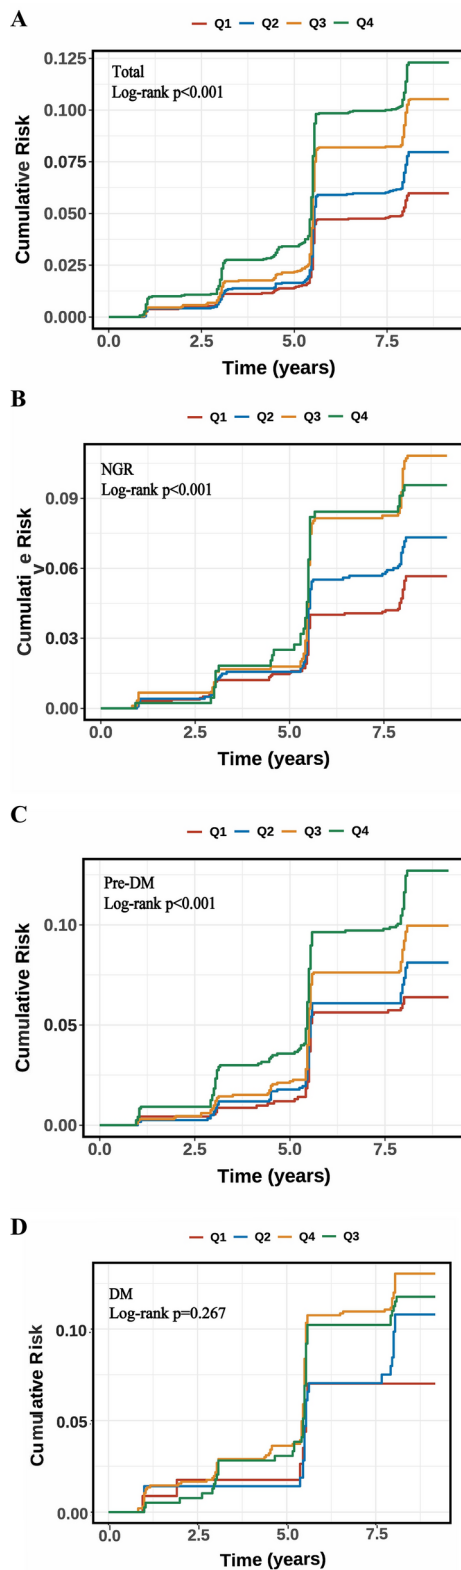 A
Q1 Q2 Q3 Q4
Total
Log-rank p<0.001
0.125
0.100
0.075
0.050
0.025
0.000
Cumulative Risk
0.0 2.5 5.0 7.5
Time (years)
B
Q1 Q2 Q3 Q4
NGR
Log-rank p<0.001
0.09
0.06
0.03
0.00
Cumulati v e Risk
0.0 2.5 5.0 7.5
Time (years)
C
Q1 Q2 Q3 Q4
Pre-DM
Log-rank p<0.001
0.10
0.05
0.00
Cumulative Risk
0.0 2.5 5.0 7.5
Time (years)
D
Q1 Q2 Q4 Q3
DM
Log-rank p=0.267
0.10
0.05
0.00
Cumulative Risk
0.0 2.5 5.0 7.5
Time (years)